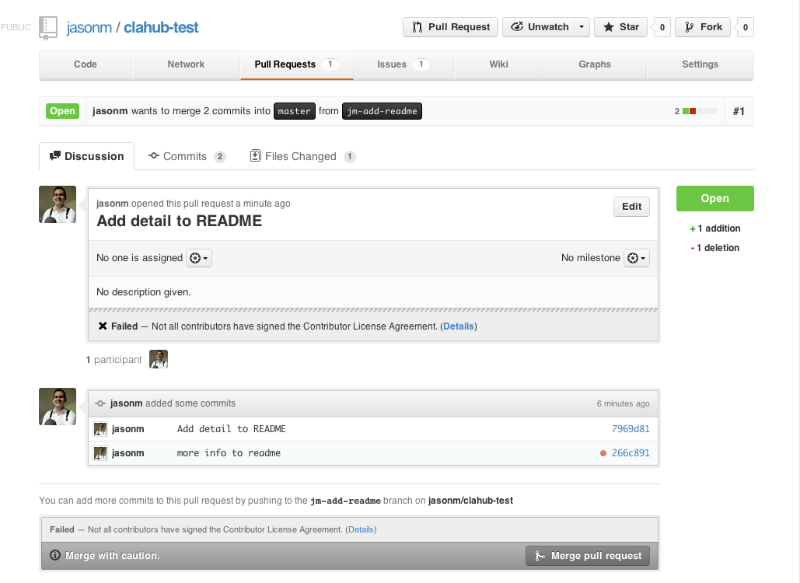 PUBLIC jasonm / clahub-test Pull Request Unwatch Star 0 Fork 0
Code Network Pull Requests 1 Issues 1 Wiki Graphs Settings
Open jasonm wants to merge 2 commits into master from jm-add-readme 2 #1
Discussion Commits 2 Files Changed 1
jasonm opened this pull request a minute ago
Add detail to README
Edit
Open
+ 1 addition
- 1 deletion
No one is assigned No milestone
No description given.
Failed — Not all contributors have signed the Contributor License Agreement. (Details)
1 participant
jasonm added some commits 6 minutes ago
jasonm Add detail to README 7969d81
jasonm more info to readme 266c891
You can add more commits to this pull request by pushing to the jm-add-readme branch on jasonm/clahub-test
Failed — Not all contributors have signed the Contributor License Agreement. (Details)
Merge with caution. Merge pull request